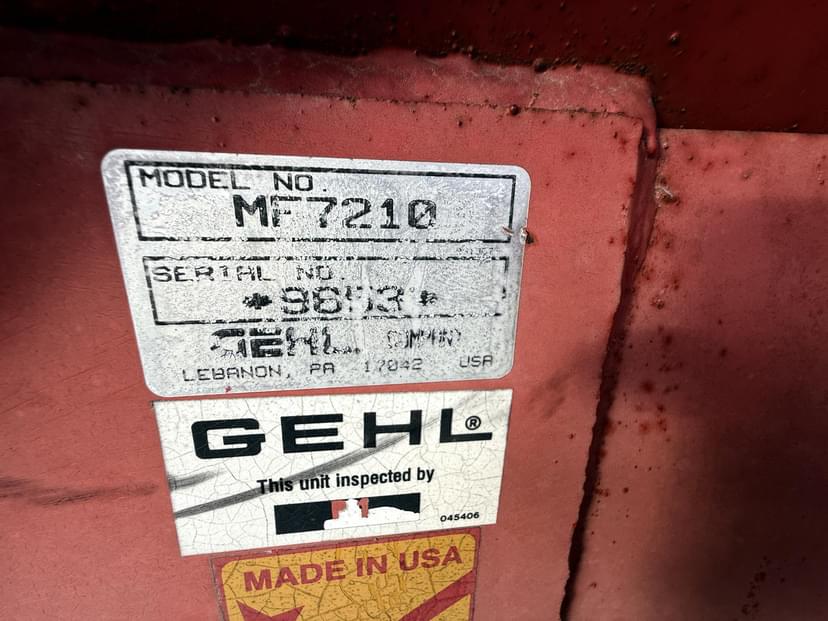 MODEL NO.
MF7210
SERIAL NO.
*9853*
GEHL COMPANY
LEBANON, PA 17042 USA
GEHL®
This unit inspected by
045406
MADE IN USA